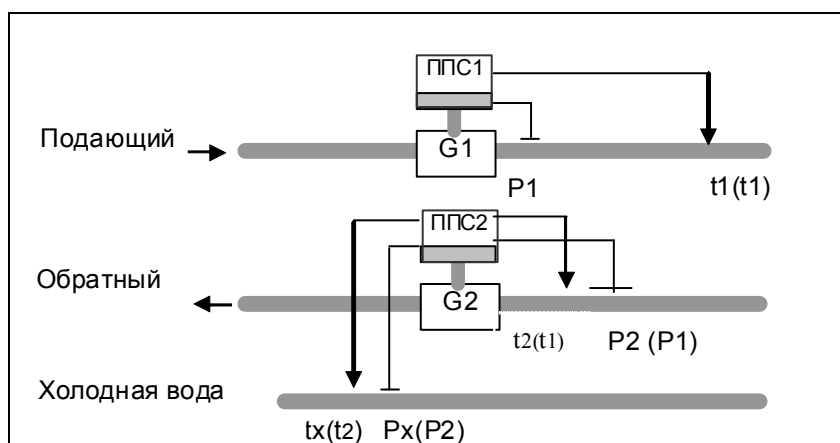 ППС1
Подающий
G1
P1
t1(t1)
ППС2
Обратный
G2
t2(t1)
P2 (P1)
Холодная вода
tx(t2) Px(P2)